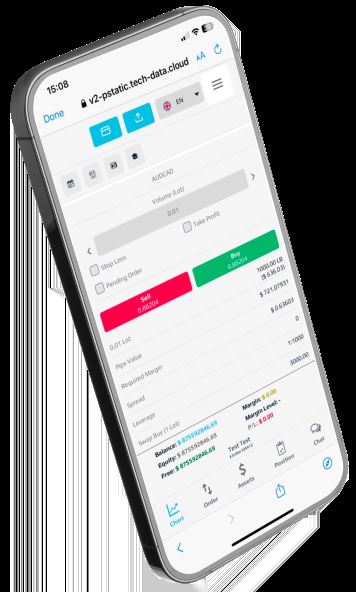 15:08
Done
v2-pstatic.tech-data.cloud
AA
EN
AUDCAD
Volume (Lot)
0.01
Stop Loss
Take Profit
Pending Order
Sell
0.88204
Buy
0.88204
0.01 Lot
1000.00 LB
Pips Value
$ 721.07931
Required Margin
$ 0.63603
Spread
0
Leverage
1:1000
Swap Buy (1 Lot)
3000.00
Balance: $ 875592846.69
Margin: $ 0.00
Equity: $ 875592846.69
Margin Level: -
Free: $ 875592846.69
P/L: $ 0.00
Test Test
Chart
Order
Assets
Position
Chat